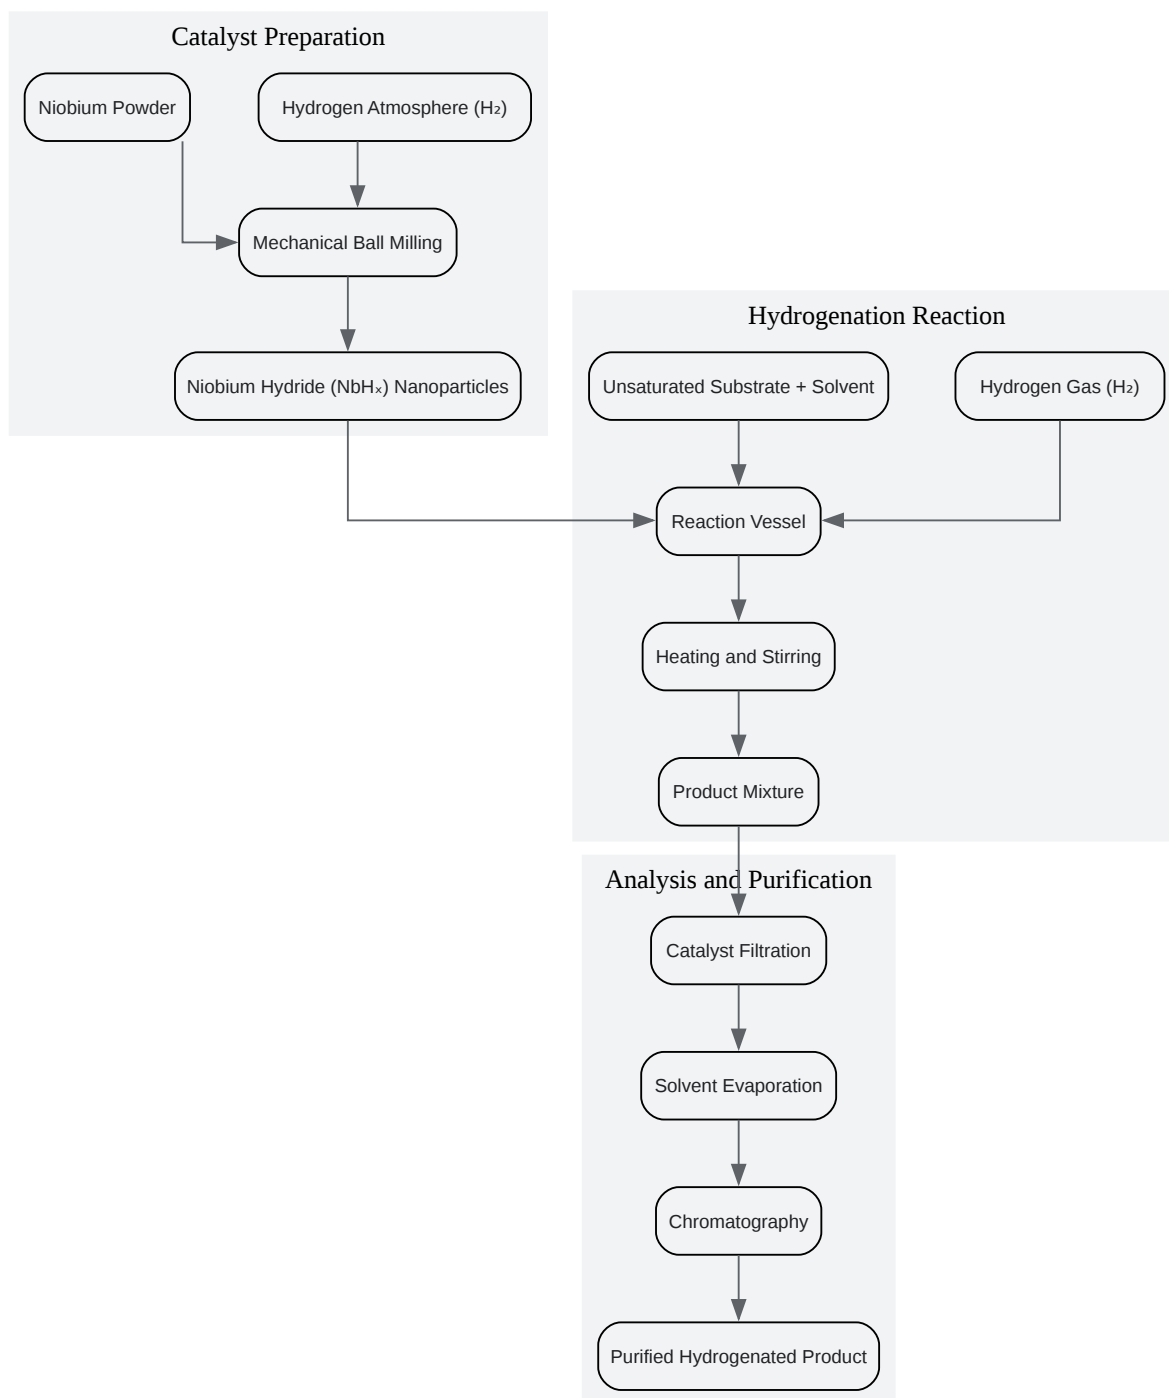 Catalyst Preparation
Niobium Powder
Hydrogen Atmosphere (H₂)
Mechanical Ball Milling
Niobium Hydride (NbHₓ) Nanoparticles
Hydrogenation Reaction
Unsaturated Substrate + Solvent
Hydrogen Gas (H₂)
Reaction Vessel
Heating and Stirring
Product Mixture
Analysis and Purification
Catalyst Filtration
Solvent Evaporation
Chromatography
Purified Hydrogenated Product